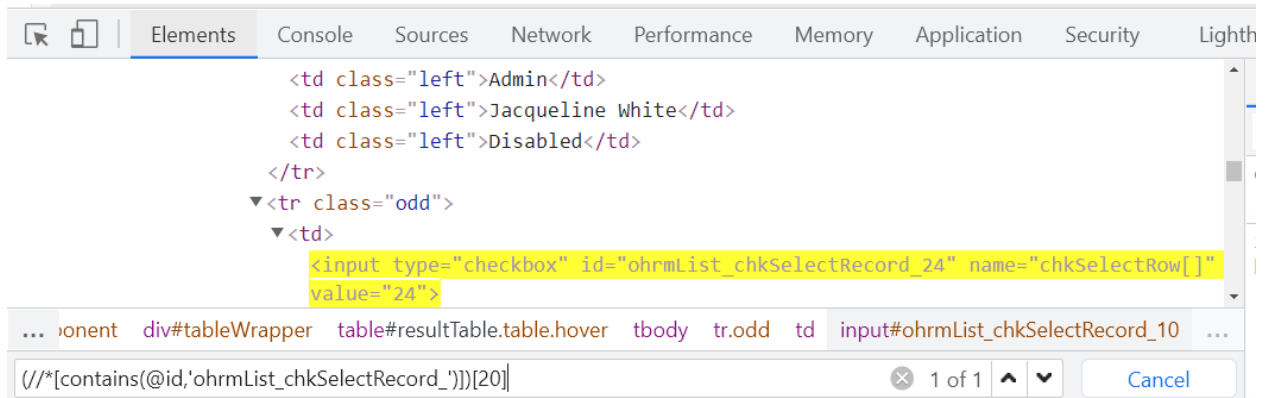 Elements Console Sources Network Performance Memory Application Security Lighth
<td class="left">Admin</td>
<td class="left">Jacqueline White</td>
<td class="left">Disabled</td>
</tr>
▼<tr class="odd">
▼<td>
<input type="checkbox" id="ohrmList_chkSelectRecord_24" name="chkSelectRow[]"
value="24">
... ponent div#tableWrapper table#resultTable.table.hover tbody tr.odd td input#ohrmList_chkSelectRecord_10 ...
(//*[contains(@id,'ohrmList_chkSelectRecord_')])[20] 1 of 1 Cancel